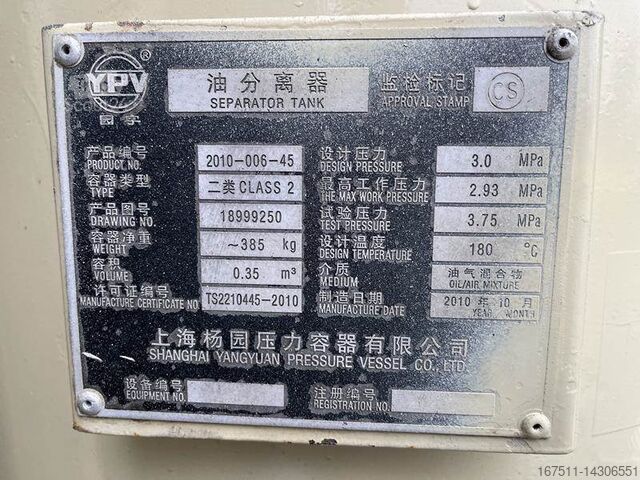 YPV ®
油分离器
SEPARATOR TANK
监检标记
APPROVAL STAMP
CS
产品编号 PRODUCT NO. 2010-006-45
容器类型 TYPE 二类 CLASS 2
产品图号 DRAWING NO. 18999250
容器净重 WEIGHT ~385 kg
容积 VOLUME 0.35 m³
许可证编号 MANUFACTURE CERTIFICATE NO TS2210445-2010
设计压力 DESIGN PRESSURE 3.0 MPa
最高工作压力 THE MAX WORK PRESSURE 2.93 MPa
试验压力 TEST PRESSURE 3.75 MPa
设计温度 DESIGN TEMPERATURE 180 °C
介质 MEDIUM 油气混合物 OIL/AIR MIXTURE
制造日期 MANUFACTURE DATE 2010 年 10 月 YEAR MONTH
上海杨园压力容器有限公司
SHANGHAI YANGYUAN PRESSURE VESSEL CO., LTD.
设备编号 EQUIPMENT NO.
注册编号 REGISTRATION NO.
167511-14306551